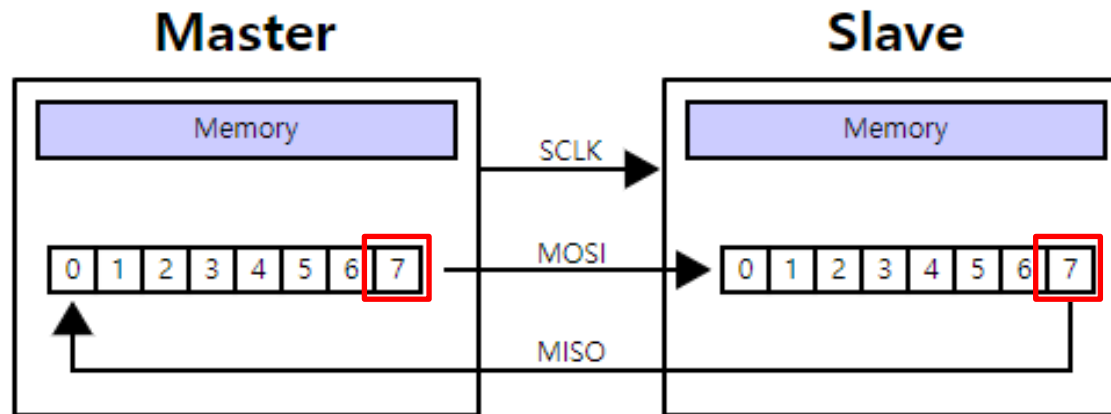 Master Slave
Memory Memory
SCLK
0 1 2 3 4 5 6 7 MOSI 0 1 2 3 4 5 6 7
MISO